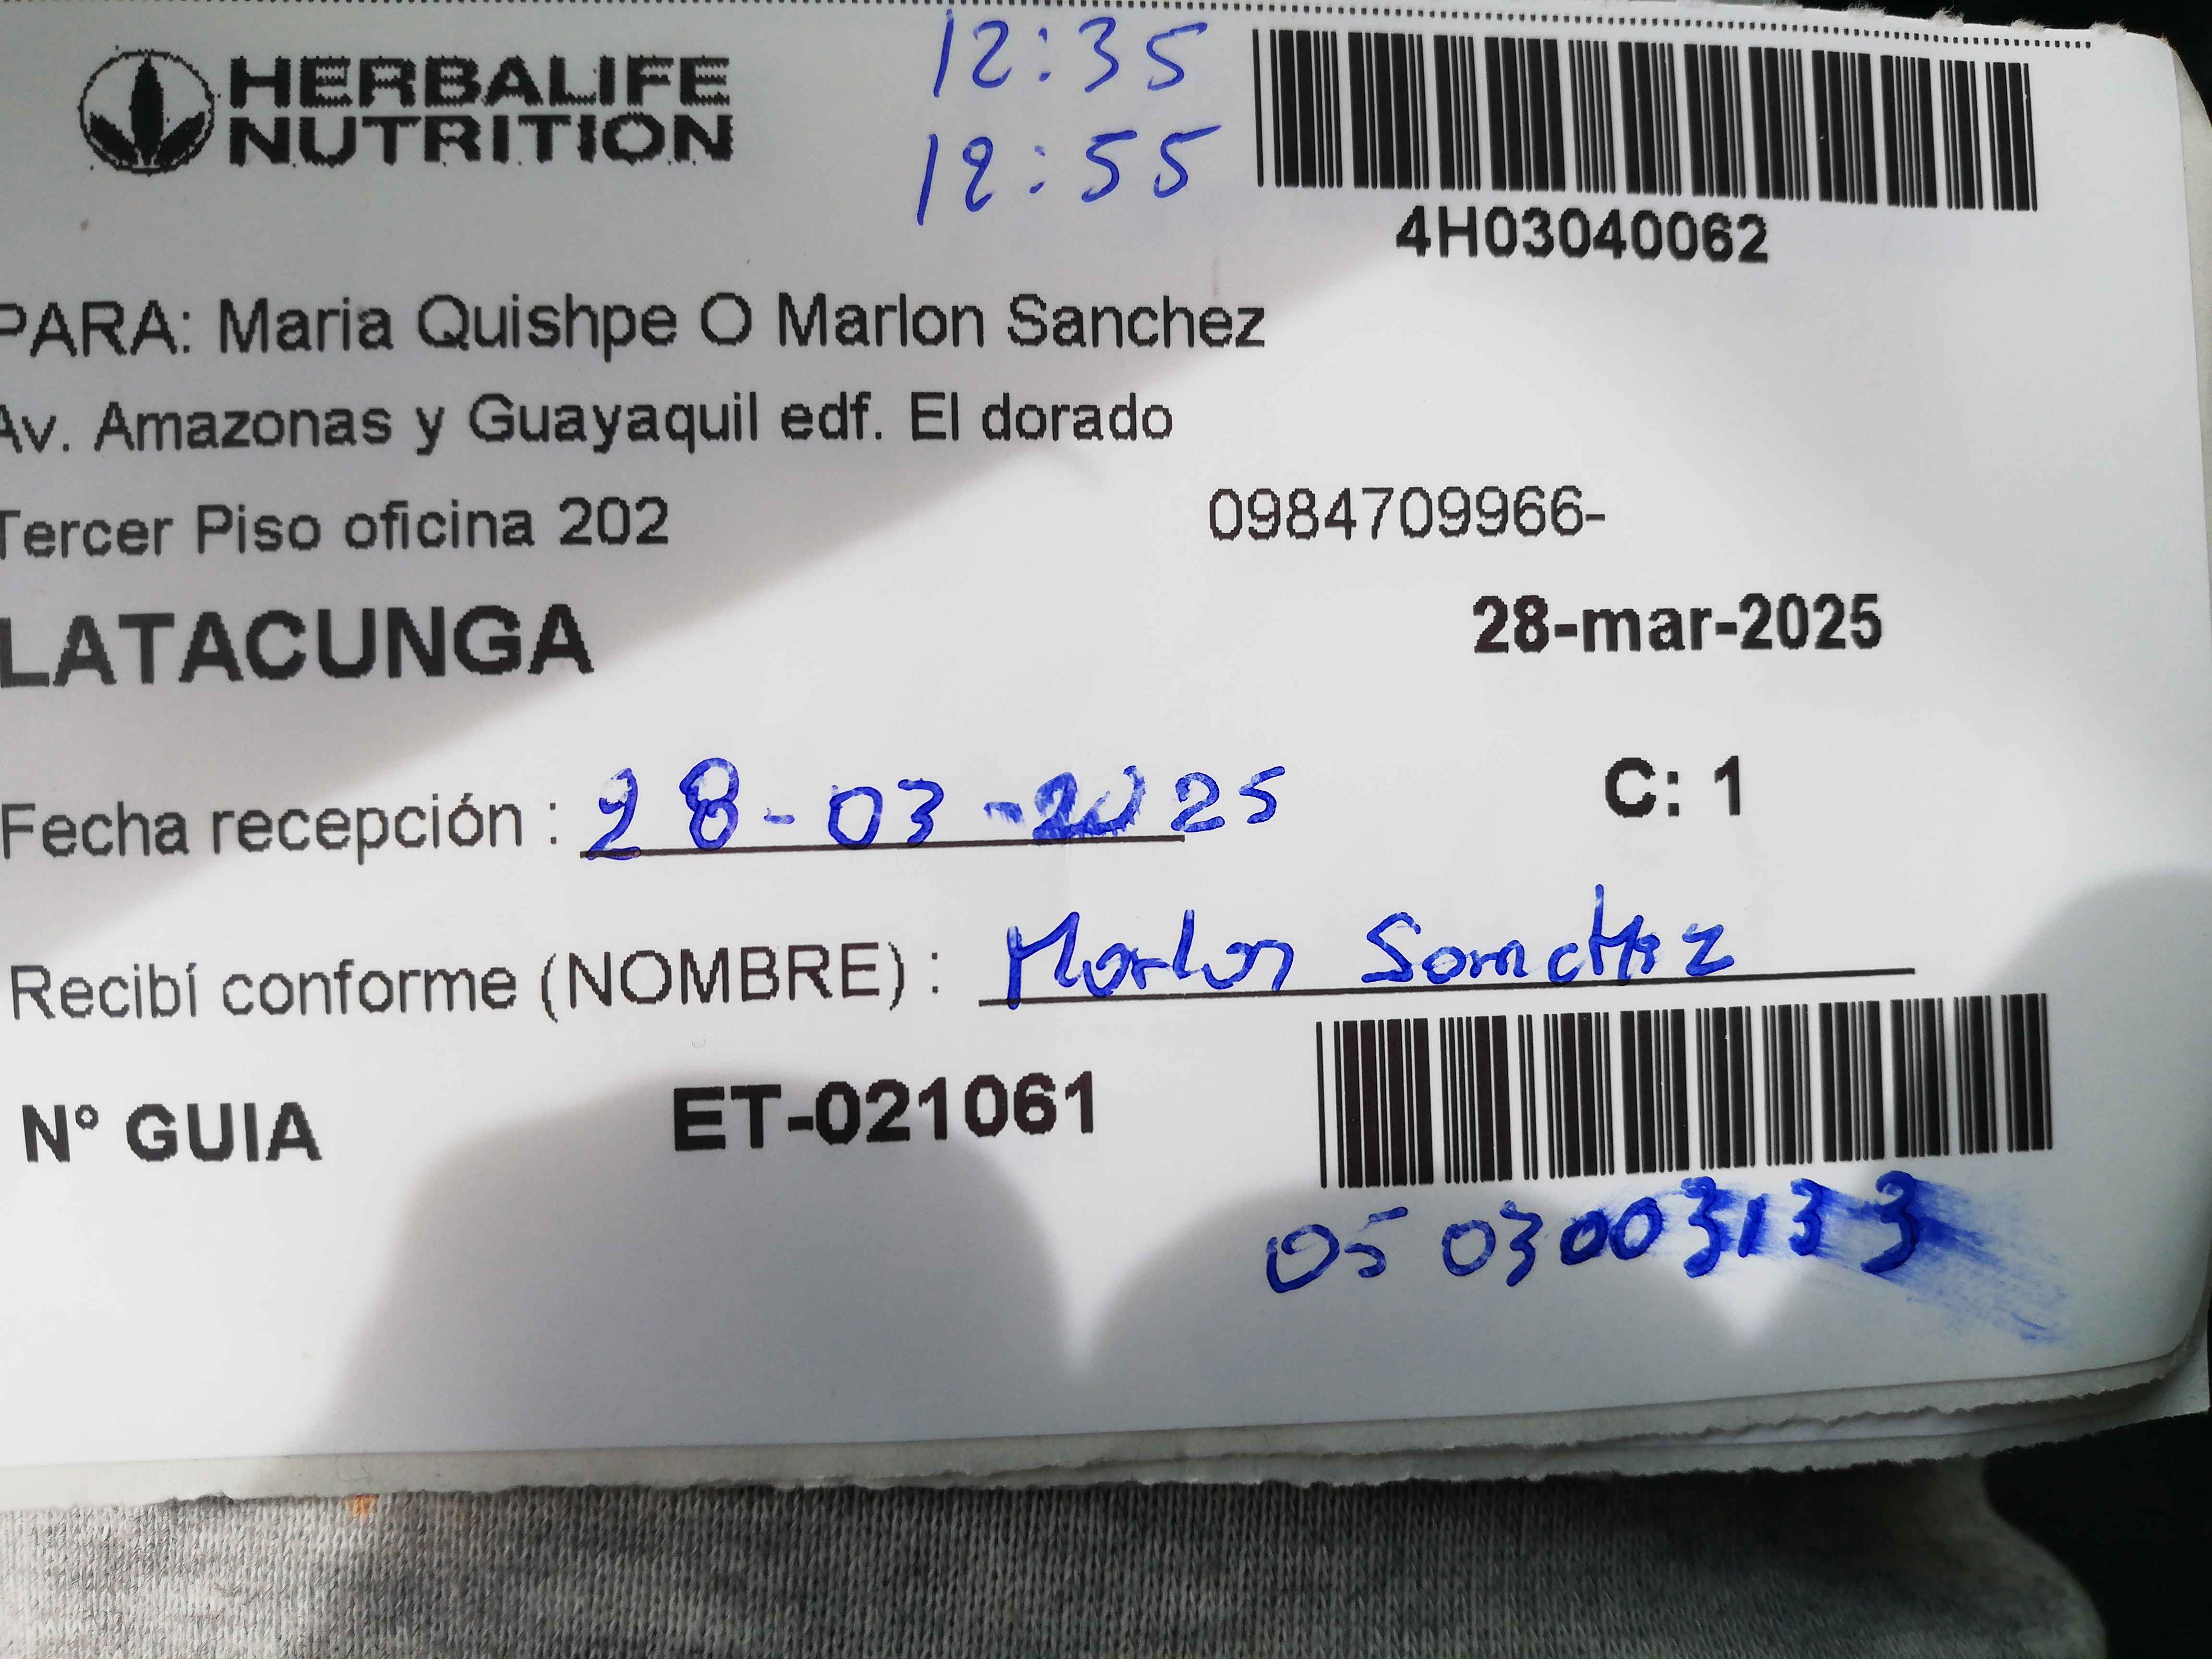 HERBALIFE
NUTRITION
12:35
12:55
4H03040062
PARA: Maria Quishpe O Marlon Sanchez
Av. Amazonas y Guayaquil edf. El dorado
Tercer Piso oficina 202
0984709966-
LATACUNGA
28-mar-2025
Fecha recepción : 28-03-2025
C: 1
Recibí conforme (NOMBRE) : Marlon Sanchez
N° GUIA ET-021061
0503003133